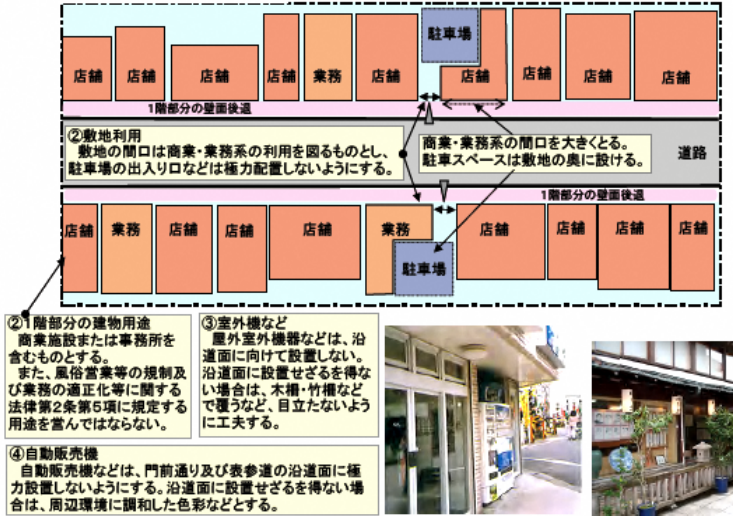 駐車場
店舗
店舗
店舗
店舗
業務
店舗
店舗
店舗
店舗
店舗
1階部分の壁面後退
②敷地利用
敷地の間口は商業・業務系の利用を図るものとし、
駐車場の出入り口などは極力配置しないようにする。
商業・業務系の間口を大きくとる。
駐車スペースは敷地の奥に設ける。
道路
1階部分の壁面後退
店舗
業務
店舗
店舗
店舗
業務
駐車場
店舗
店舗
店舗
店舗
②1階部分の建物用途
商業施設または事務所を
含むものとする。
また、風俗営業等の規制及
び業務の適正化等に関する
法律第2条第5項に規定する
用途を営んではならない。
③室外機など
屋外室外機器などは、沿
道面に向けて設置しない。
沿道面に設置せざるを得な
い場合は、木柵・竹柵など
で覆うなど、目立たないよう
に工夫する。
④自動販売機
自動販売機などは、門前通り及び表参道の沿道面に極
力設置しないようにする。沿道面に設置せざるを得ない場
合は、周辺環境に調和した色彩などとする。